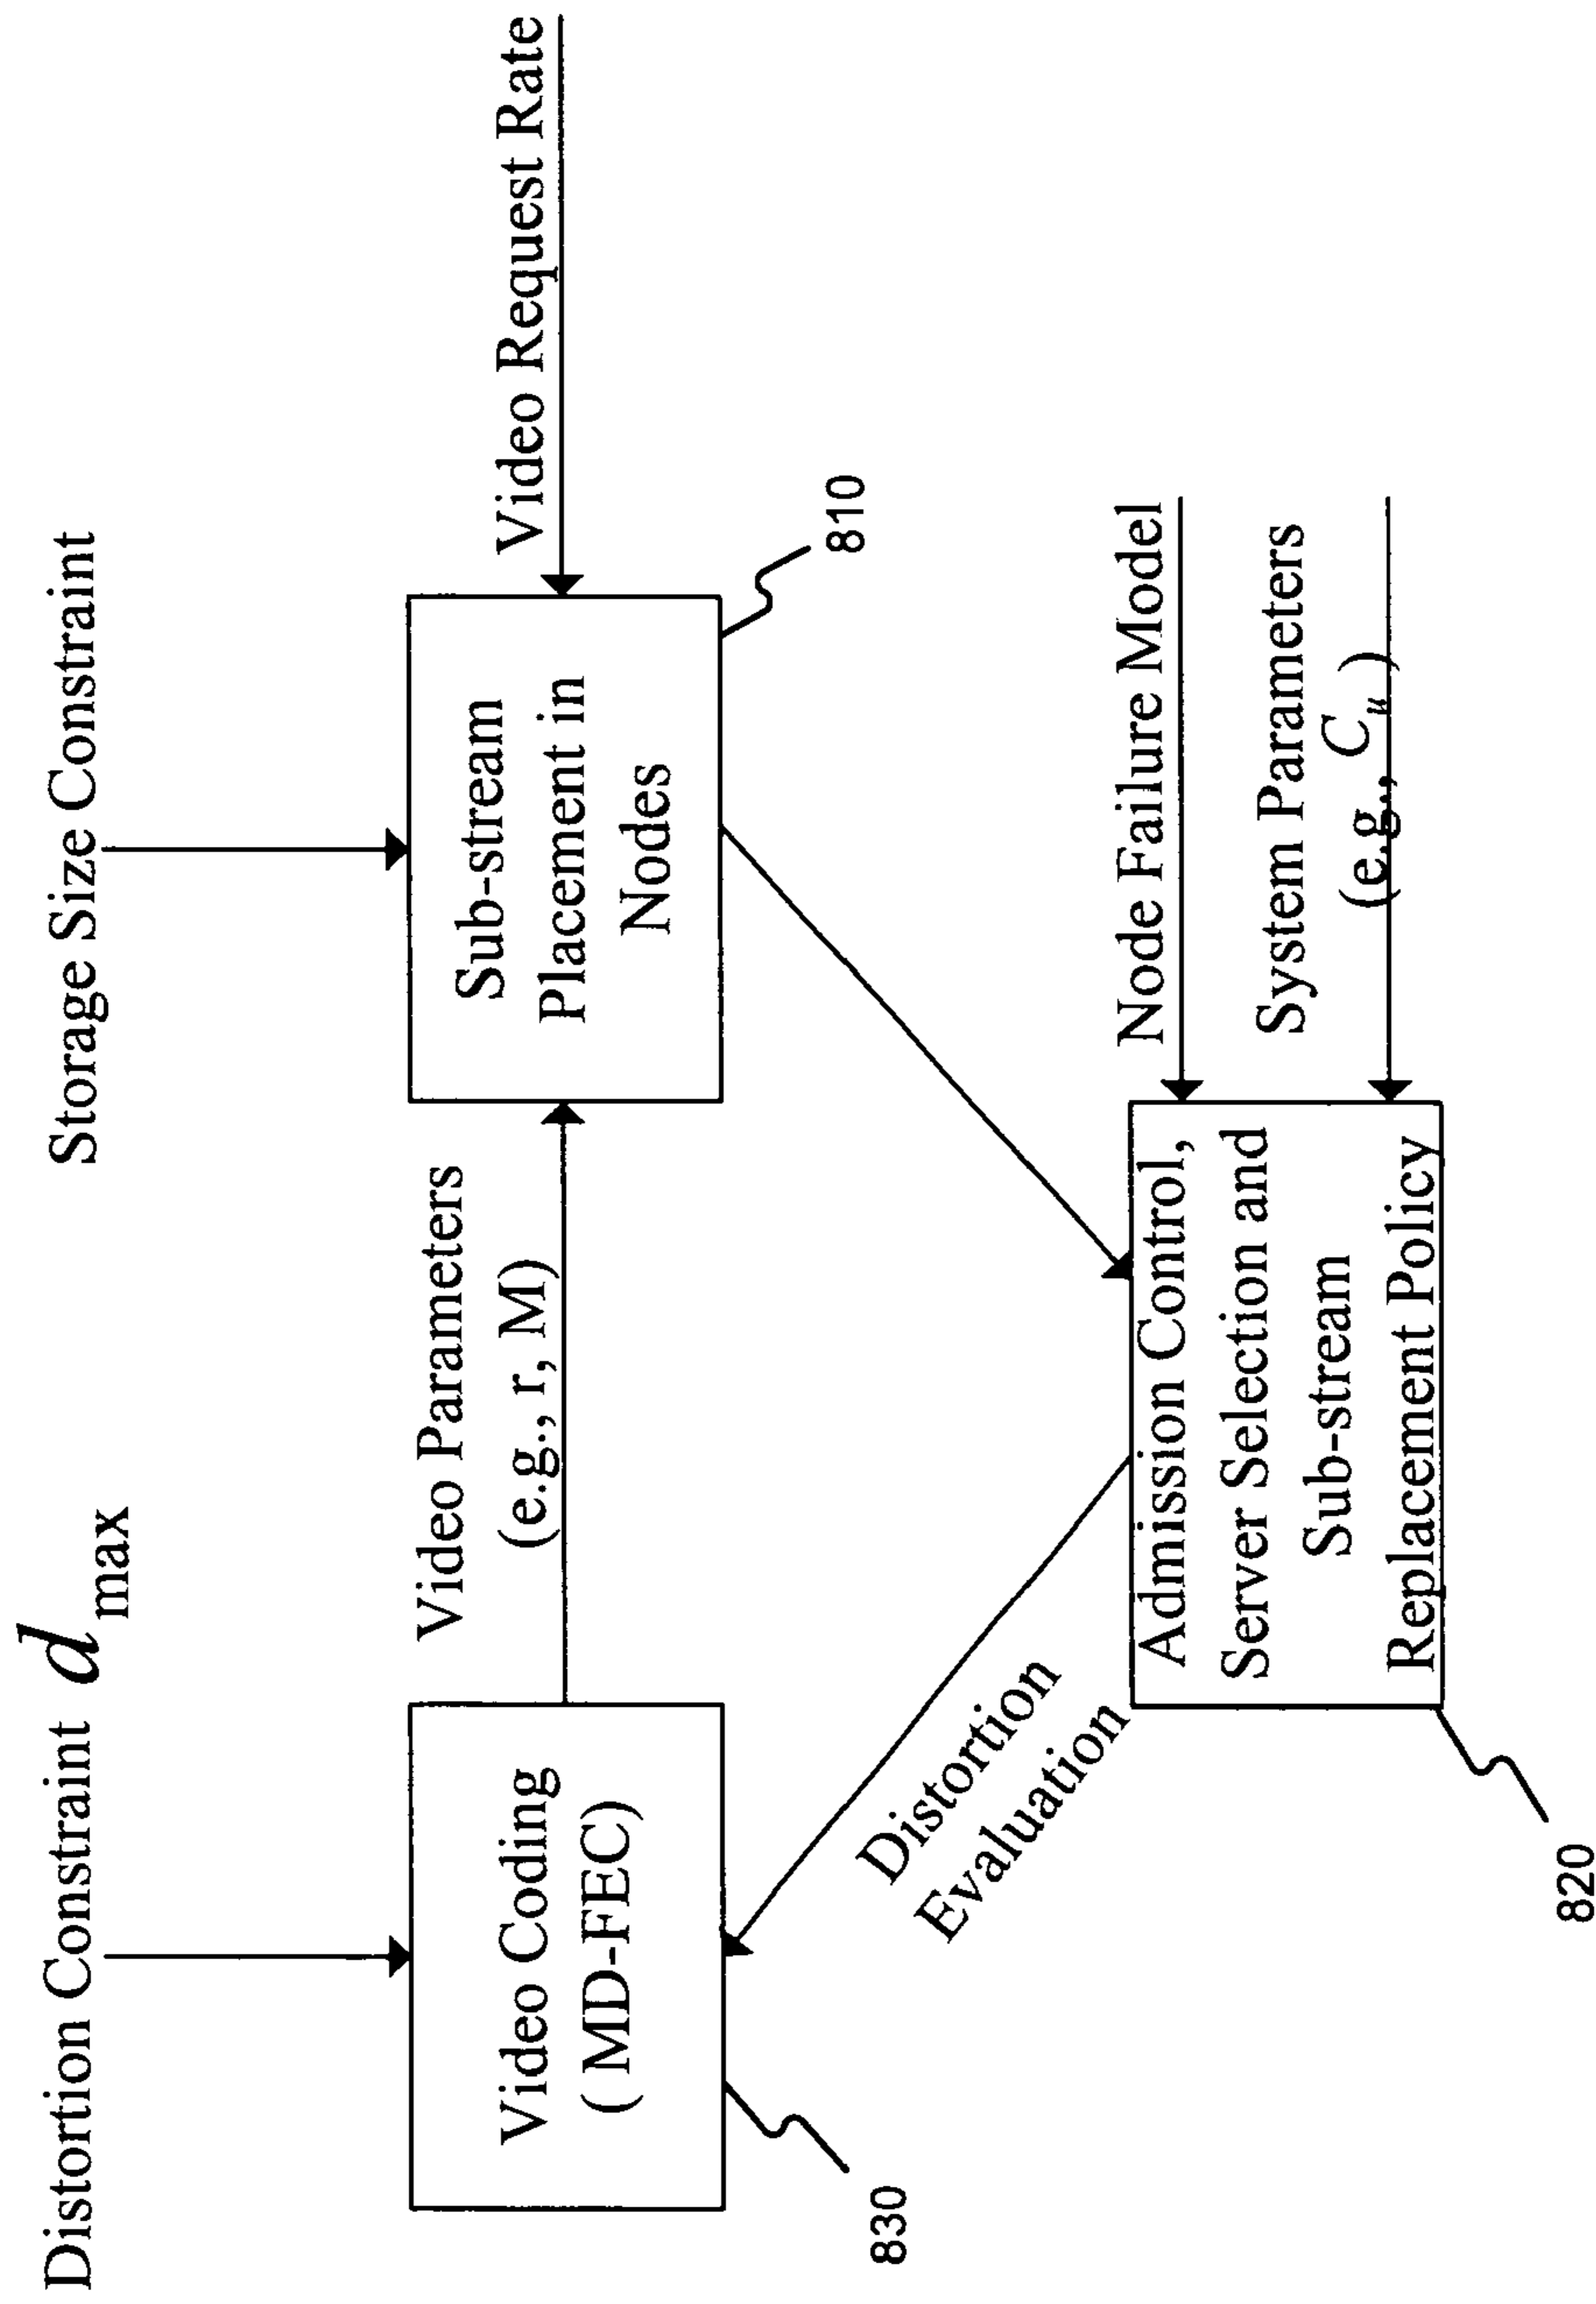 Distortion Constraint d max
Storage Size Constraint
Video Parameters
(e.g., r, M)
Video Request Rate
Video Coding
( MD-FEC)
Sub-stream
Placement in
Nodes
830
810
Distortion
Evaluation
Node Failure Model
System Parameters
(e.g., C u )
Admission Control,
Server Selection and
Sub-stream
Replacement Policy
820